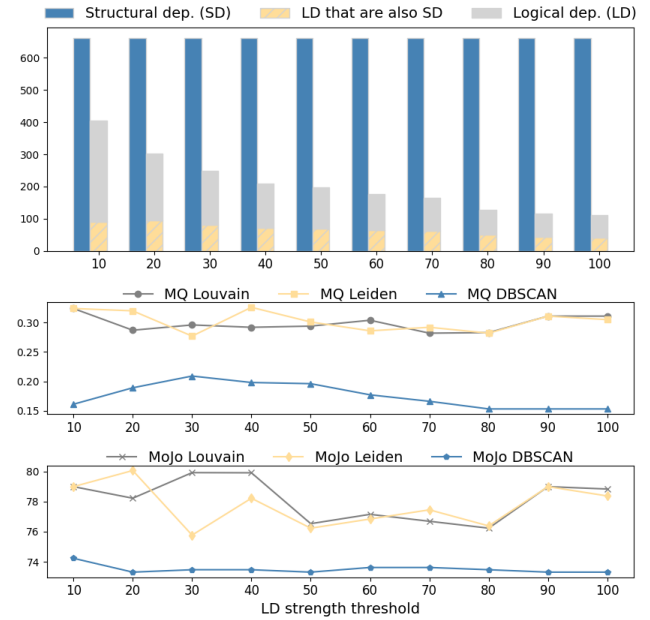 Structural dep. (SD) LD that are also SD Logical dep. (LD)
600
500
400
300
200
100
0
10 20 30 40 50 60 70 80 90 100
MQ Louvain MQ Leiden MQ DBSCAN
0.30
0.25
0.20
0.15
10 20 30 40 50 60 70 80 90 100
MoJo Louvain MoJo Leiden MoJo DBSCAN
80
78
76
74
10 20 30 40 50 60 70 80 90 100
LD strength threshold